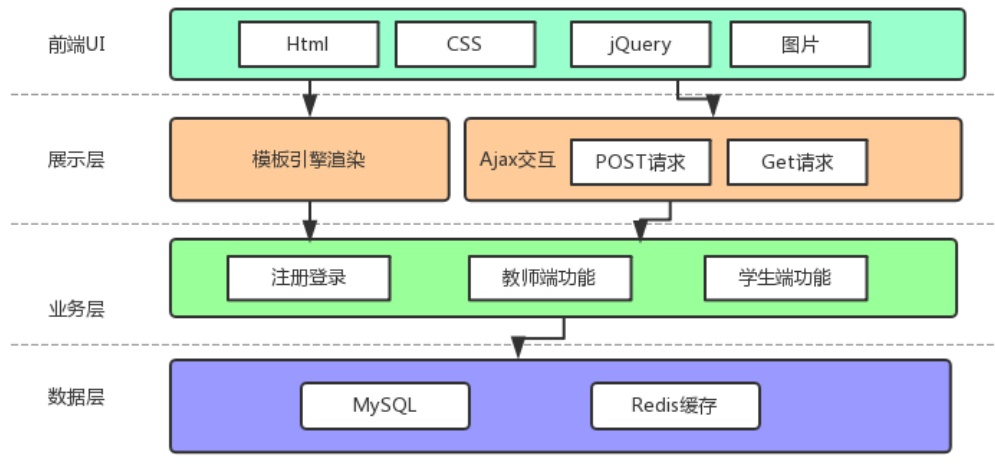 前端UI
Html
CSS
jQuery
图片
展示层
模板引擎渲染
Ajax交互
POST请求
Get请求
业务层
注册登录
教师端功能
学生端功能
数据层
MySQL
Redis缓存